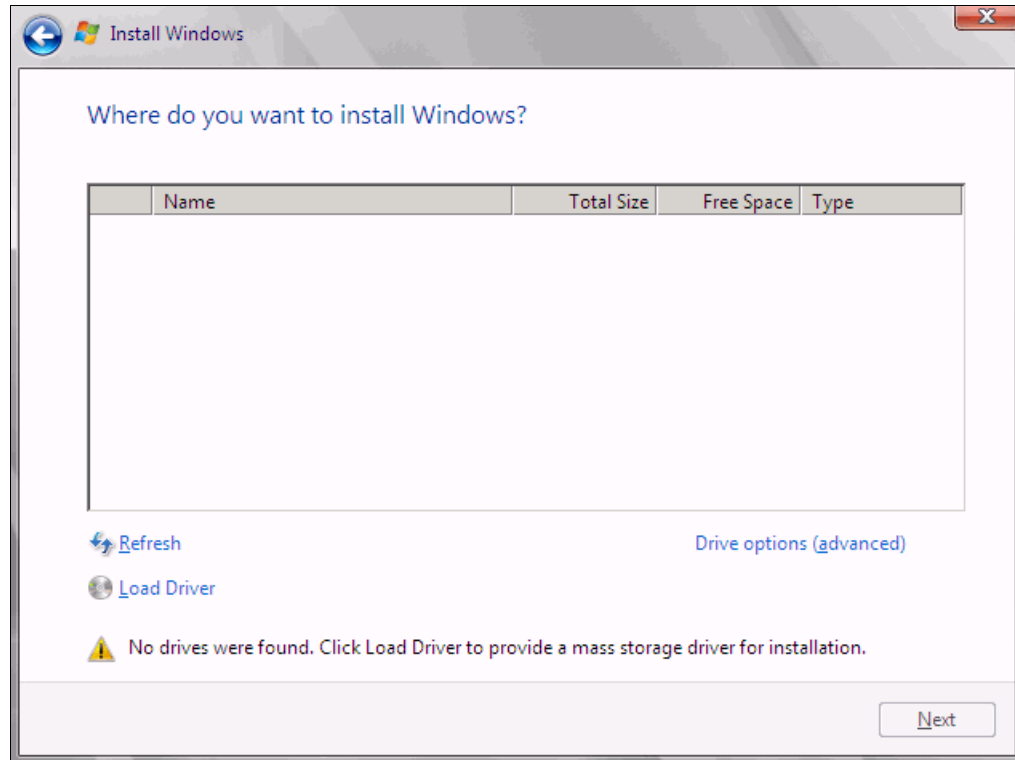 Install Windows
Where do you want to install Windows?
Name Total Size Free Space Type
Refresh Drive options (advanced)
Load Driver
No drives were found. Click Load Driver to provide a mass storage driver for installation.
Next